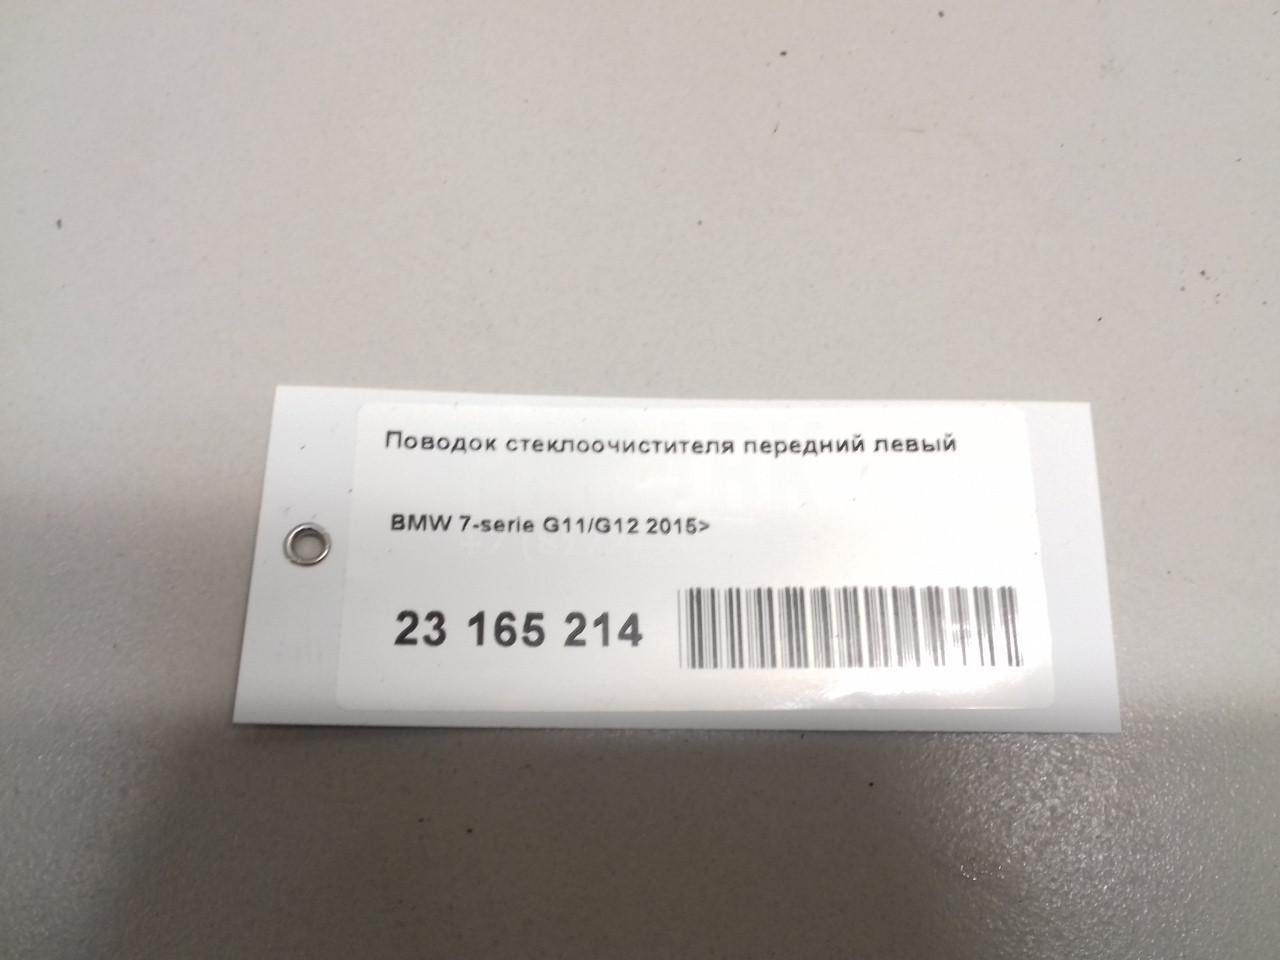 Поводок стеклоочистителя передний левый
BMW 7-serie G11/G12 2015>
23 165 214